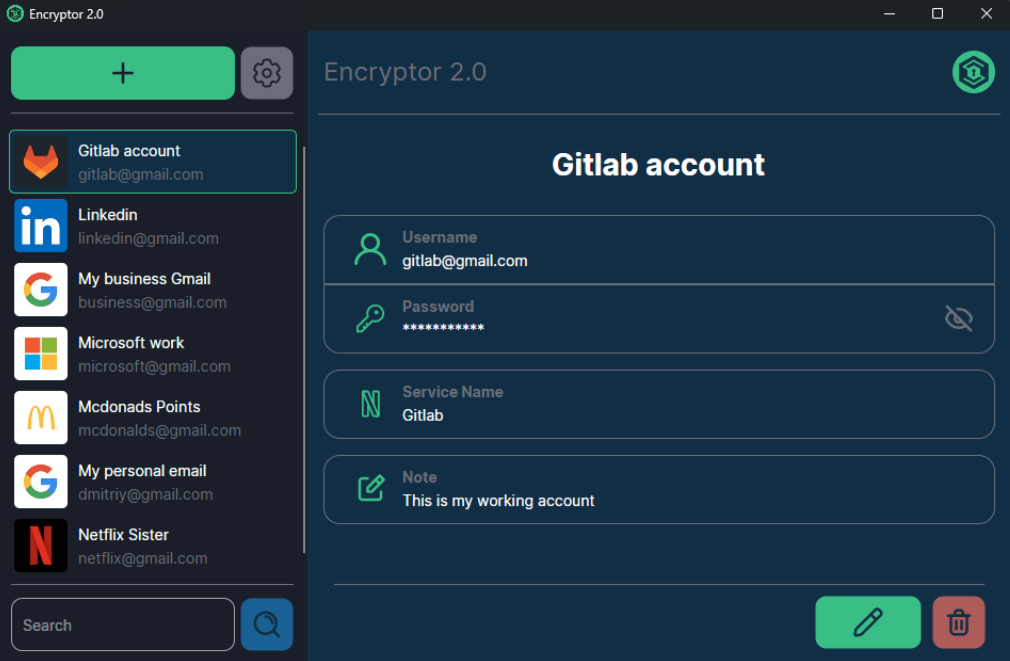 Encryptor 2.0
Encryptor 2.0
Gitlab account
gitlab@gmail.com
Linkedin
linkedin@gmail.com
My business Gmail
business@gmail.com
Microsoft work
microsoft@gmail.com
Mcdonads Points
mcdonalds@gmail.com
My personal email
dmitriy@gmail.com
Netflix Sister
netflix@gmail.com
Search
Gitlab account
Username
gitlab@gmail.com
Password
***********
Service Name
Gitlab
Note
This is my working account